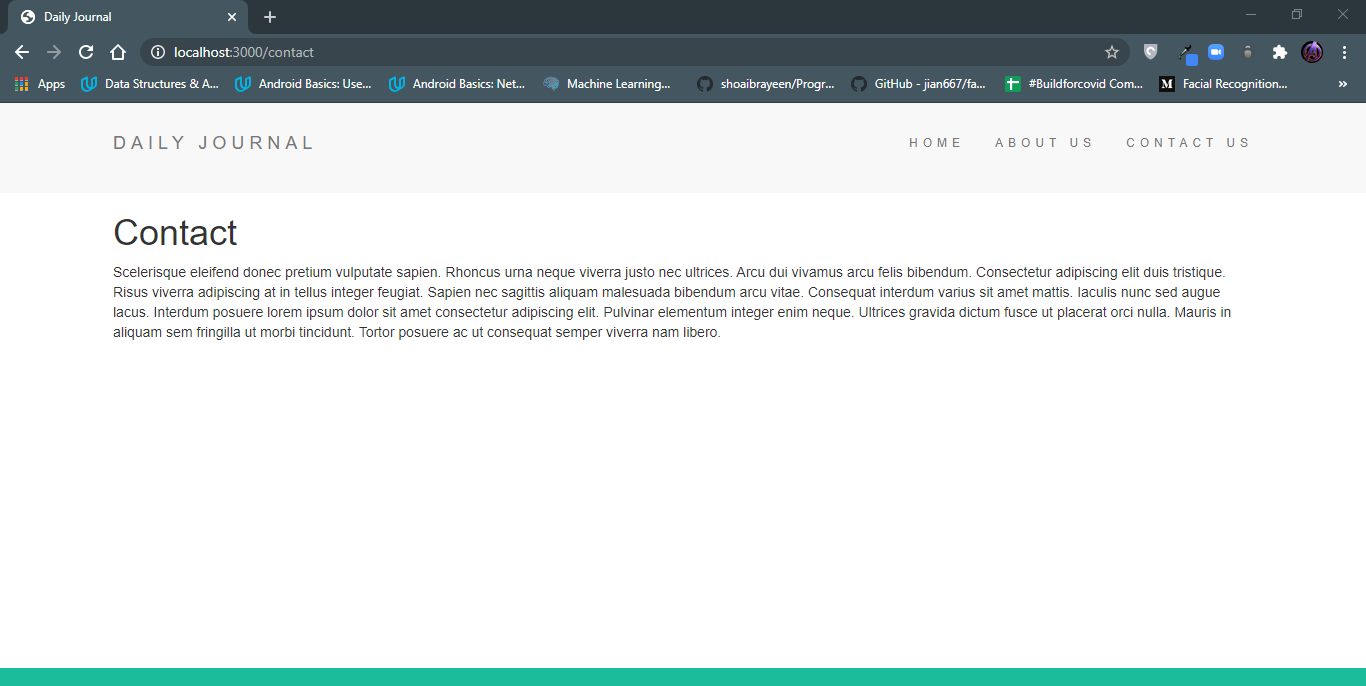 Daily Journal
localhost:3000/contact
Apps Data Structures & A... Android Basics: Use... Android Basics: Net... Machine Learning... shoaibrayeen/Progr... GitHub - jian667/fa... #Buildforcovid Com... M Facial Recognition... »
DAILY JOURNAL HOME ABOUT US CONTACT US
Contact
Scelerisque eleifend donec pretium vulputate sapien. Rhoncus urna neque viverra justo nec ultrices. Arcu dui vivamus arcu felis bibendum. Consectetur adipiscing elit duis tristique.
Risus viverra adipiscing at in tellus integer feugiat. Sapien nec sagittis aliquam malesuada bibendum arcu vitae. Consequat interdum varius sit amet mattis. Iaculis nunc sed augue
lacus. Interdum posuere lorem ipsum dolor sit amet consectetur adipiscing elit. Pulvinar elementum integer enim neque. Ultrices gravida dictum fusce ut placerat orci nulla. Mauris in
aliquam sem fringilla ut morbi tincidunt. Tortor posuere ac ut consequat semper viverra nam libero.